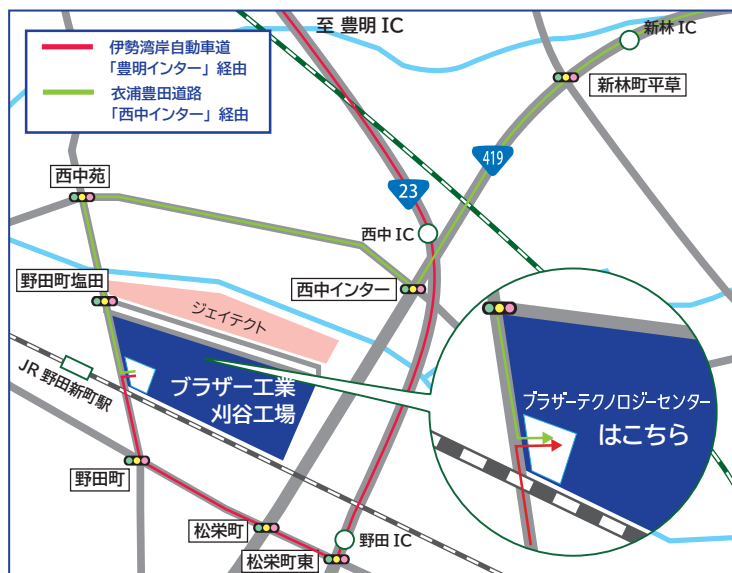 伊勢湾岸自動車道
「豊明インター」経由
衣浦豊田道路
「西中インター」経由
至 豊明 IC
新林 IC
新林町平草
419
23
西中苑
西中 IC
野田町塩田
西中インター
ジェイテクト
JR 野田新町駅
ブラザー工業
刈谷工場
ブラザーテクノロジーセンター
はこちら
野田町
松栄町
野田 IC
松栄町東